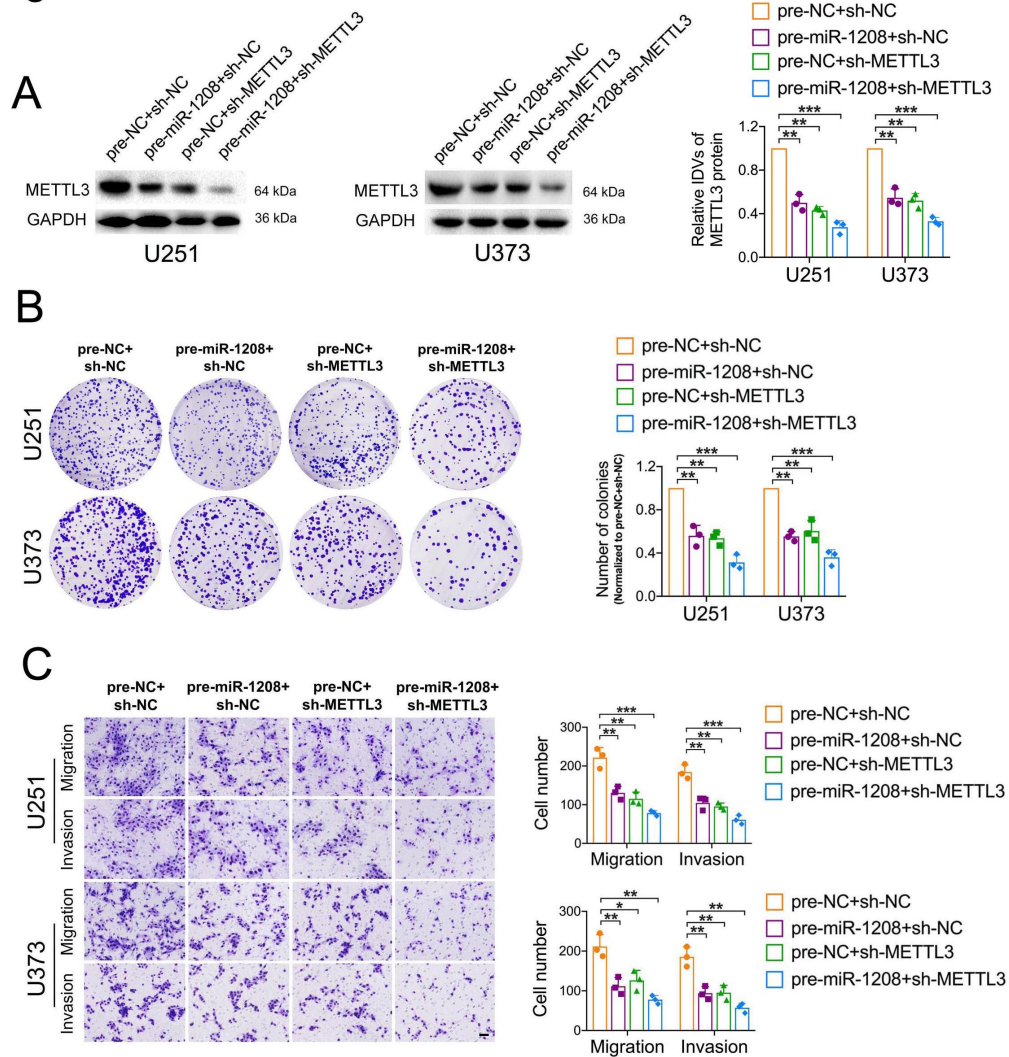 A
pre-NC+sh-NC
pre-miR-1208+sh-NC
pre-NC+sh-METTL3
pre-miR-1208+sh-METTL3
METTL3
64 kDa
GAPDH
36 kDa
U251
pre-NC+sh-NC
pre-miR-1208+sh-NC
pre-NC+sh-METTL3
pre-miR-1208+sh-METTL3
METTL3
64 kDa
GAPDH
36 kDa
U373
pre-NC+sh-NC
pre-miR-1208+sh-NC
pre-NC+sh-METTL3
pre-miR-1208+sh-METTL3
Relative IDVs of
METTL3 protein
1.2
0.8
0.4
0.0
***
**
**
***
**
**
U251
U373
B
pre-NC+
sh-NC
pre-miR-1208+
sh-NC
pre-NC+
sh-METTL3
pre-miR-1208+
sh-METTL3
U251
U373
pre-NC+sh-NC
pre-miR-1208+sh-NC
pre-NC+sh-METTL3
pre-miR-1208+sh-METTL3
Number of colonies
(Normalized to pre-NC+sh-NC)
1.2
0.8
0.4
0.0
***
**
**
***
**
**
U251
U373
C
pre-NC+
sh-NC
pre-miR-1208+
sh-NC
pre-NC+
sh-METTL3
pre-miR-1208+
sh-METTL3
U251
Migration
Invasion
U373
Migration
Invasion
Cell number
300
200
100
0
***
**
**
***
**
**
Migration
Invasion
pre-NC+sh-NC
pre-miR-1208+sh-NC
pre-NC+sh-METTL3
pre-miR-1208+sh-METTL3
Cell number
300
200
100
0
**
*
**
**
**
**
Migration
Invasion
pre-NC+sh-NC
pre-miR-1208+sh-NC
pre-NC+sh-METTL3
pre-miR-1208+sh-METTL3